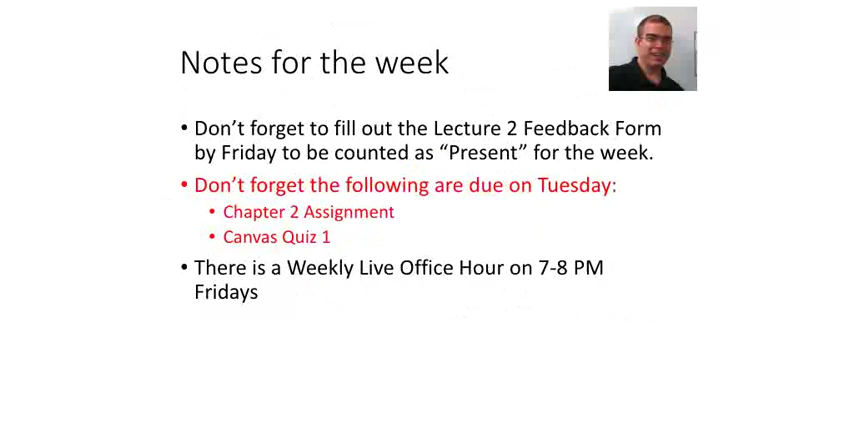 Notes for the week
• Don’t forget to fill out the Lecture 2 Feedback Form
by Friday to be counted as “Present” for the week.
• Don’t forget the following are due on Tuesday:
• Chapter 2 Assignment
• Canvas Quiz 1
• There is a Weekly Live Office Hour on 7-8 PM
Fridays